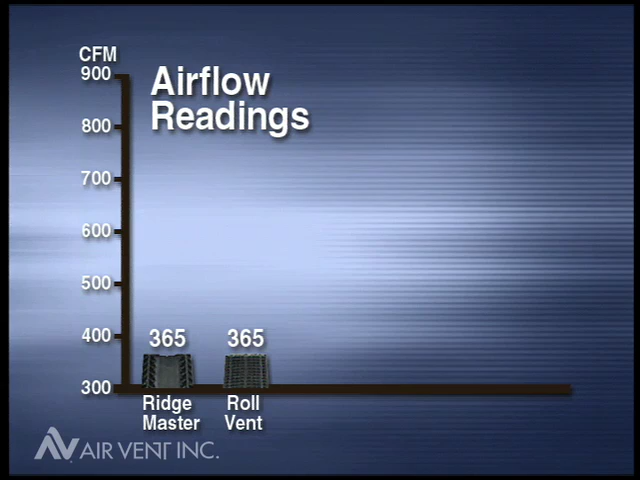 CFM
900
Airflow
Readings
800
700
600
500
400
365
365
300
Ridge
Master
Roll
Vent
AIR VENT INC.